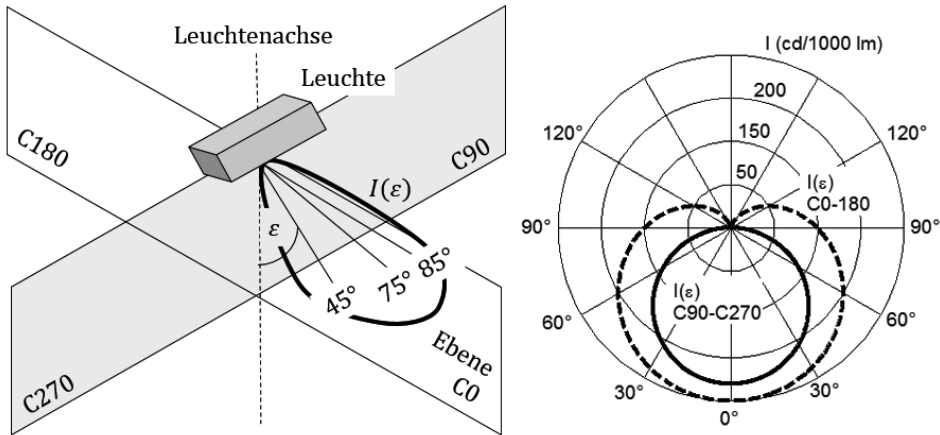 Leuchtenachse
Leuchte
C180
C90
I(ε)
ε
45°
75°
85°
Ebene
C0
C270
I (cd/1000 lm)
200
150
50
120°
120°
I(ε)
C0-180
90°
90°
I(ε)
C90-C270
60°
60°
30°
30°
0°